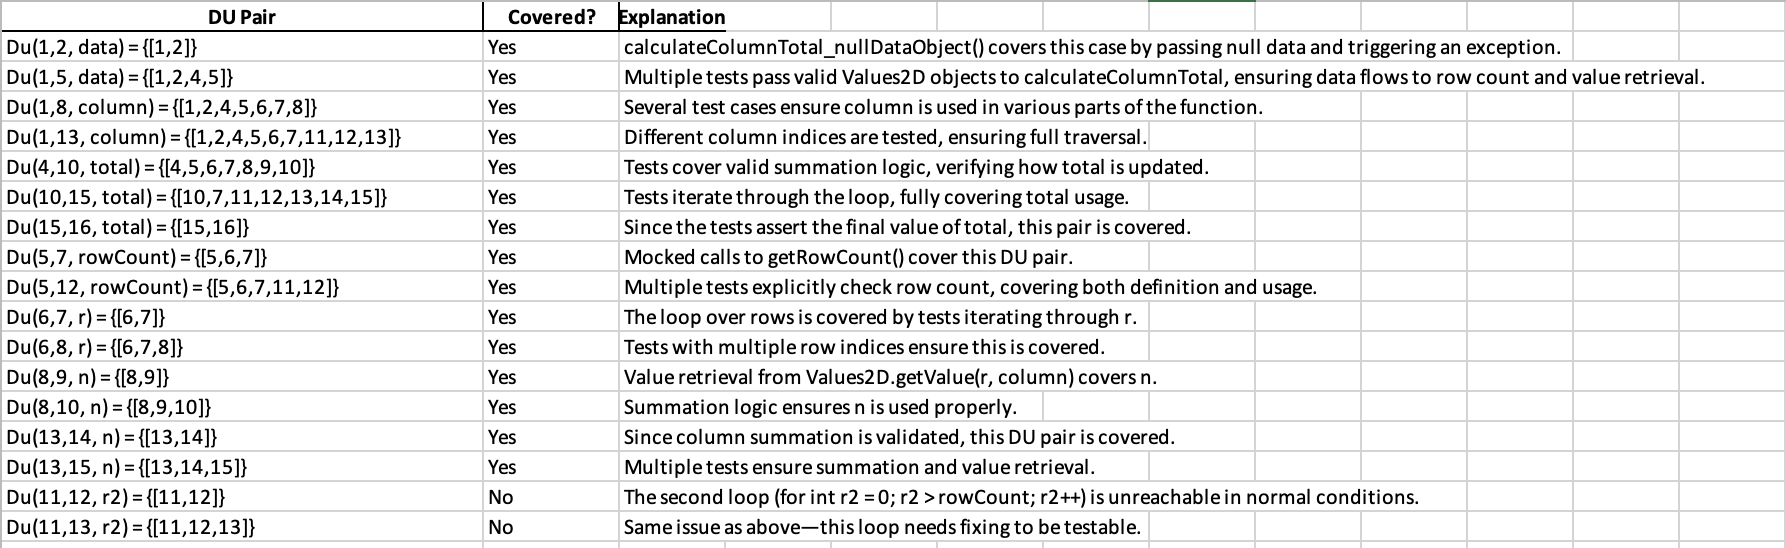 DU Pair Covered? Explanation
Du(1,2, data) = {[1,2]} Yes calculateColumnTotal_nullDataObject() covers this case by passing null data and triggering an exception.
Du(1,5, data) = {[1,2,4,5]} Yes Multiple tests pass valid Values2D objects to calculateColumnTotal, ensuring data flows to row count and value retrieval.
Du(1,8, column) = {[1,2,4,5,6,7,8]} Yes Several test cases ensure column is used in various parts of the function.
Du(1,13, column) = {[1,2,4,5,6,7,11,12,13]} Yes Different column indices are tested, ensuring full traversal.
Du(4,10, total) = {[4,5,6,7,8,9,10]} Yes Tests cover valid summation logic, verifying how total is updated.
Du(10,15, total) = {[10,7,11,12,13,14,15]} Yes Tests iterate through the loop, fully covering total usage.
Du(15,16, total) = {[15,16]} Yes Since the tests assert the final value of total, this pair is covered.
Du(5,7, rowCount) = {[5,6,7]} Yes Mocked calls to getRowCount() cover this DU pair.
Du(5,12, rowCount) = {[5,6,7,11,12]} Yes Multiple tests explicitly check row count, covering both definition and usage.
Du(6,7, r) = {[6,7]} Yes The loop over rows is covered by tests iterating through r.
Du(6,8, r) = {[6,7,8]} Yes Tests with multiple row indices ensure this is covered.
Du(8,9, n) = {[8,9]} Yes Value retrieval from Values2D.getValue(r, column) covers n.
Du(8,10, n) = {[8,9,10]} Yes Summation logic ensures n is used properly.
Du(13,14, n) = {[13,14]} Yes Since column summation is validated, this DU pair is covered.
Du(13,15, n) = {[13,14,15]} Yes Multiple tests ensure summation and value retrieval.
Du(11,12, r2) = {[11,12]} No The second loop (for int r2 = 0; r2 > rowCount; r2++) is unreachable in normal conditions.
Du(11,13, r2) = {[11,12,13]} No Same issue as above—this loop needs fixing to be testable.